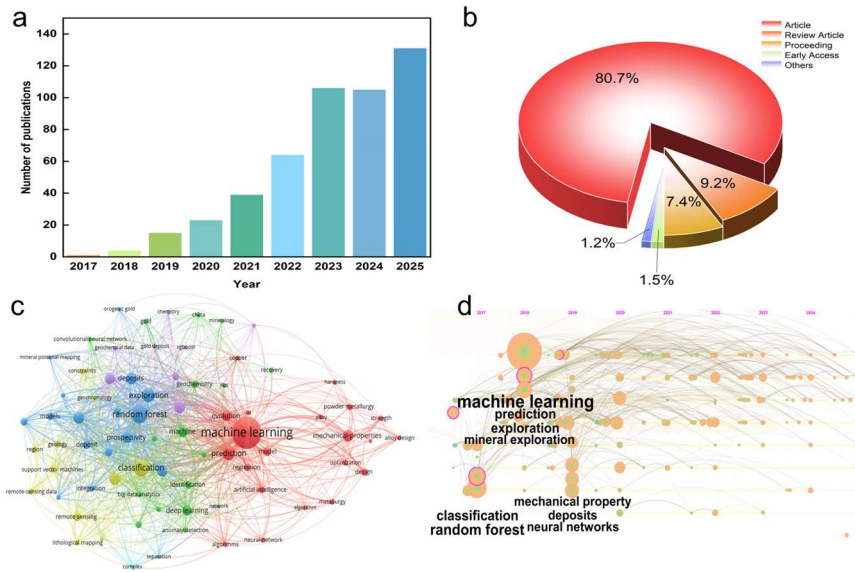 a
Number of publications
140
120
100
80
60
40
20
0
2017 2018 2019 2020 2021 2022 2023 2024 2025
Year
b
Article
Review Article
Proceeding
Early Access
Others
80.7%
9.2%
7.4%
1.2%
1.5%
c
orogenic gold
chemistry
china
gold
mineralogy
convolutional neural network
geochemical data
gold deposit
xgboost
mineral potential mapping
copper
recovery
constraints
deposits
geochemistry
hardness
geochronology
exploration
powder metallurgy
models
random forest
evolution
alloy
strength
prospectivity
machine
machine learning
mechanical-properties
alloy design
geology
deposit
prediction
model
region
optimization
classification
regression
design
support vector machines
integration
identification
artificial intelligence
remote-sensing data
big data analytics
network
metallurgy
remote sensing
deep learning
anomaly detection
lithological mapping
algorithms
neural-network
separation
complex
d
2017 2018 2019 2020 2021 2022 2023 2024
machine learning
prediction
exploration
mineral exploration
mechanical property
classification
deposits
random forest
neural networks